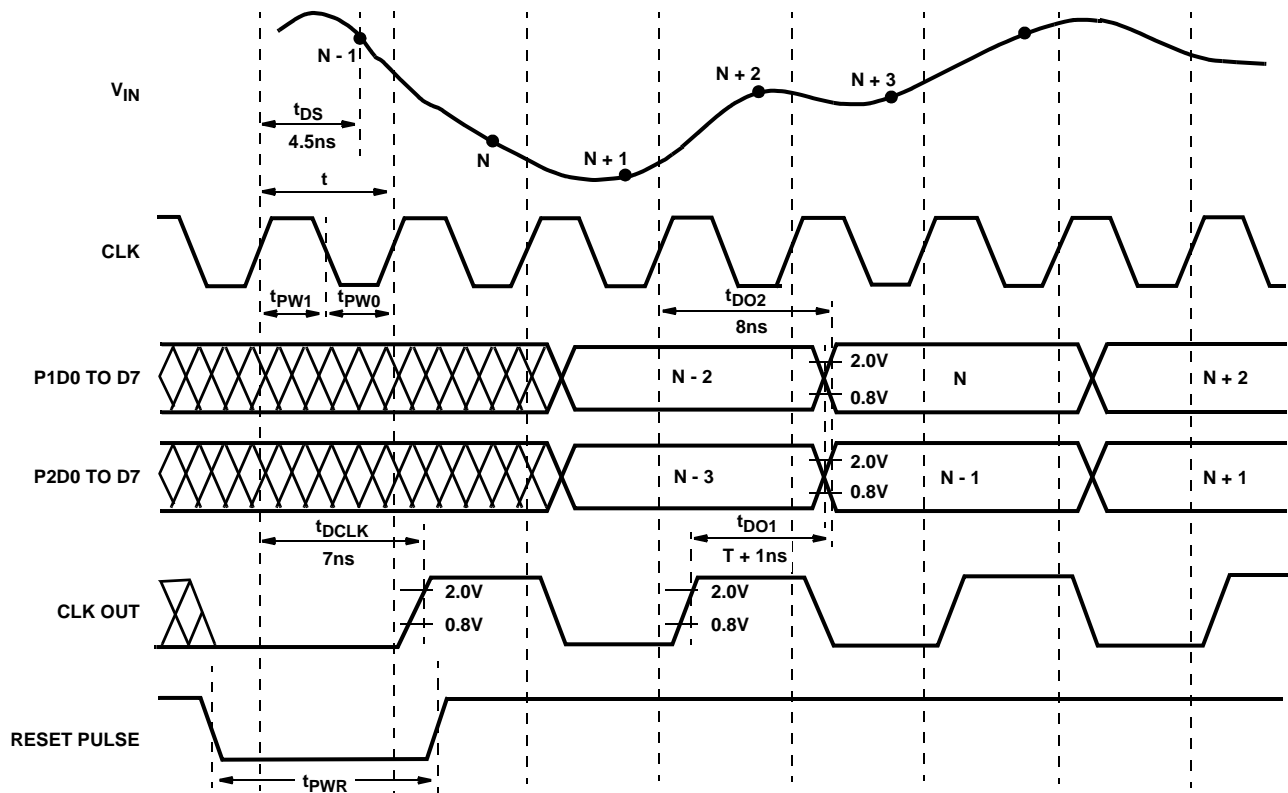 N - 1
V_IN
t_DS
4.5ns
N
N + 1
N + 2
N + 3
t
CLK
t_PW1
t_PW0
t_DO2
8ns
P1D0 TO D7
N - 2
2.0V
0.8V
N
N + 2
P2D0 TO D7
N - 3
2.0V
0.8V
N - 1
N + 1
t_DCLK
7ns
t_DO1
T + 1ns
CLK OUT
2.0V
0.8V
2.0V
0.8V
RESET PULSE
t_PWR